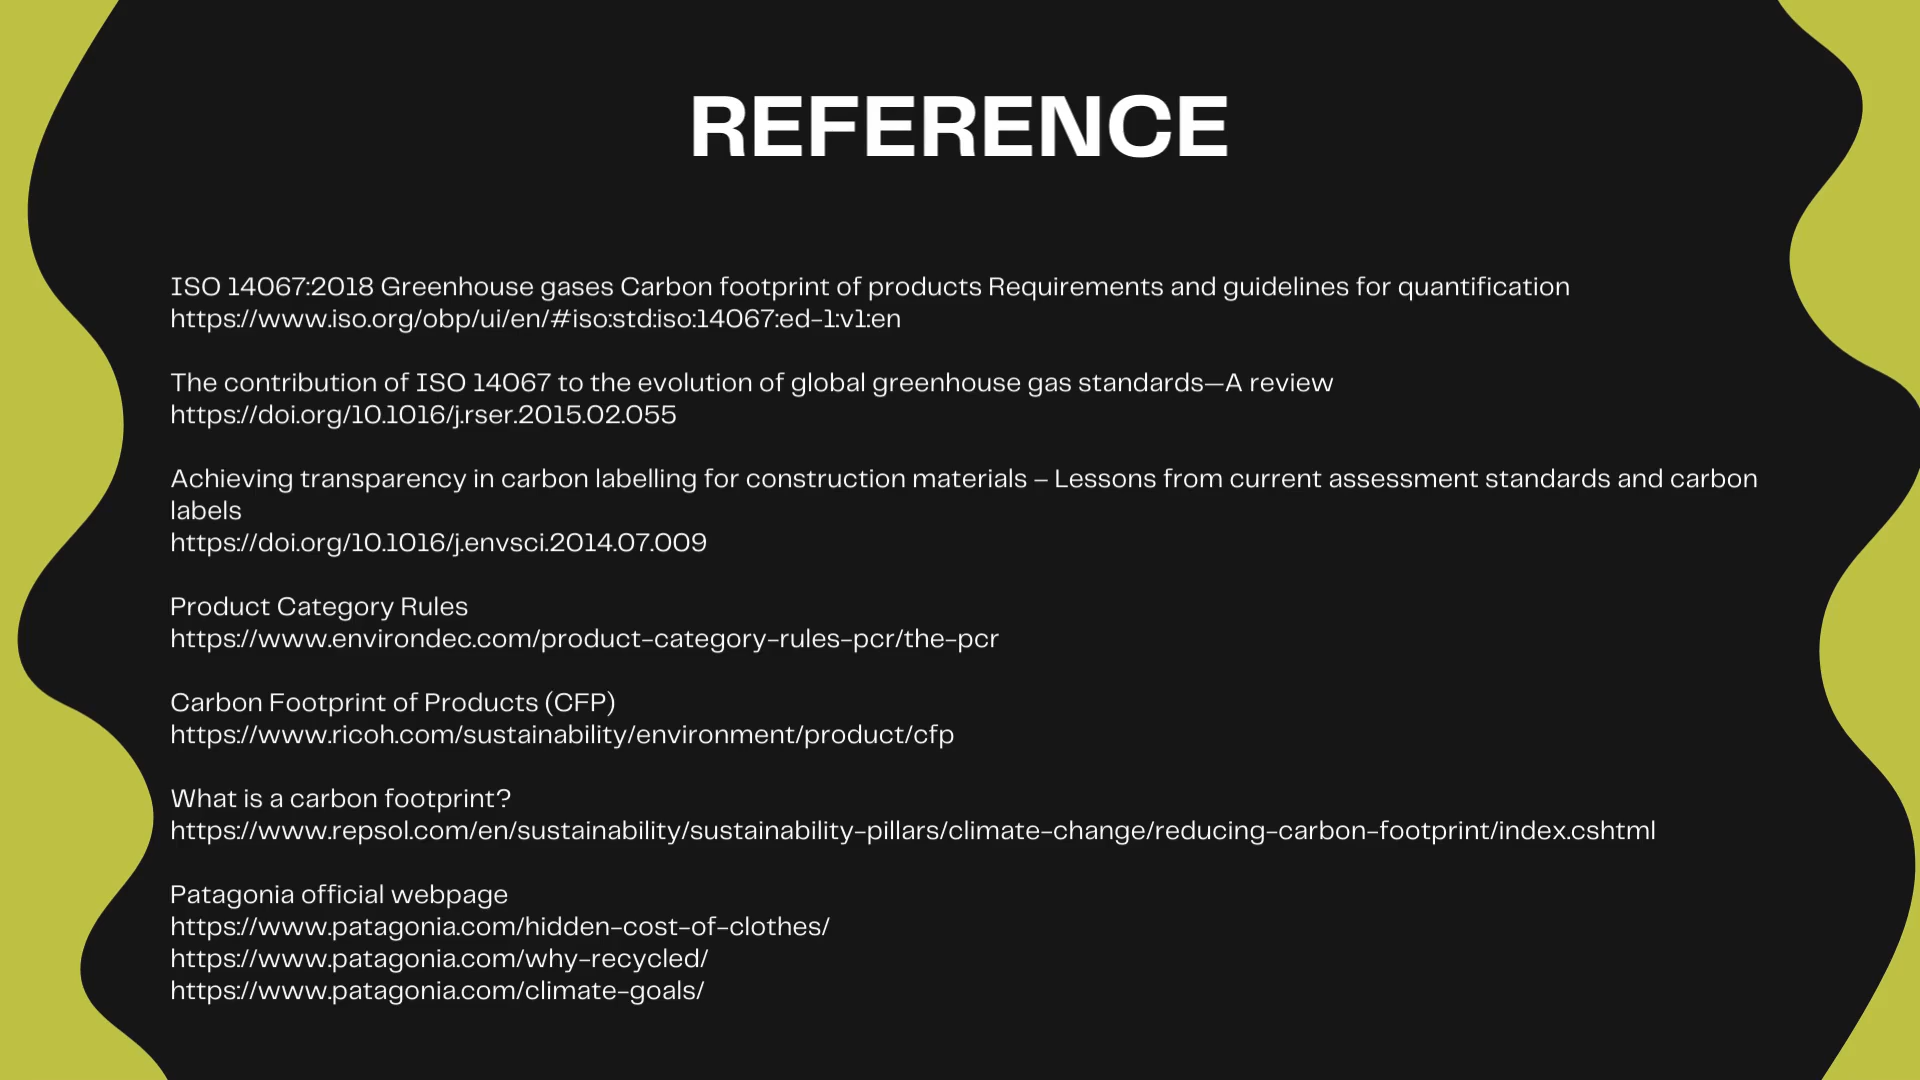 REFERENCE
ISO 14067:2018 Greenhouse gases Carbon footprint of products Requirements and guidelines for quantification
https://www.iso.org/obp/ui/en/#iso:std:iso:14067:ed-1:v1:en
The contribution of ISO 14067 to the evolution of global greenhouse gas standards—A review
https://doi.org/10.1016/j.rser.2015.02.055
Achieving transparency in carbon labelling for construction materials – Lessons from current assessment standards and carbon
labels
https://doi.org/10.1016/j.envsci.2014.07.009
Product Category Rules
https://www.environdec.com/product-category-rules-pcr/the-pcr
Carbon Footprint of Products (CFP)
https://www.ricoh.com/sustainability/environment/product/cfp
What is a carbon footprint?
https://www.repsol.com/en/sustainability/sustainability-pillars/climate-change/reducing-carbon-footprint/index.cshtml
Patagonia official webpage
https://www.patagonia.com/hidden-cost-of-clothes/
https://www.patagonia.com/why-recycled/
https://www.patagonia.com/climate-goals/